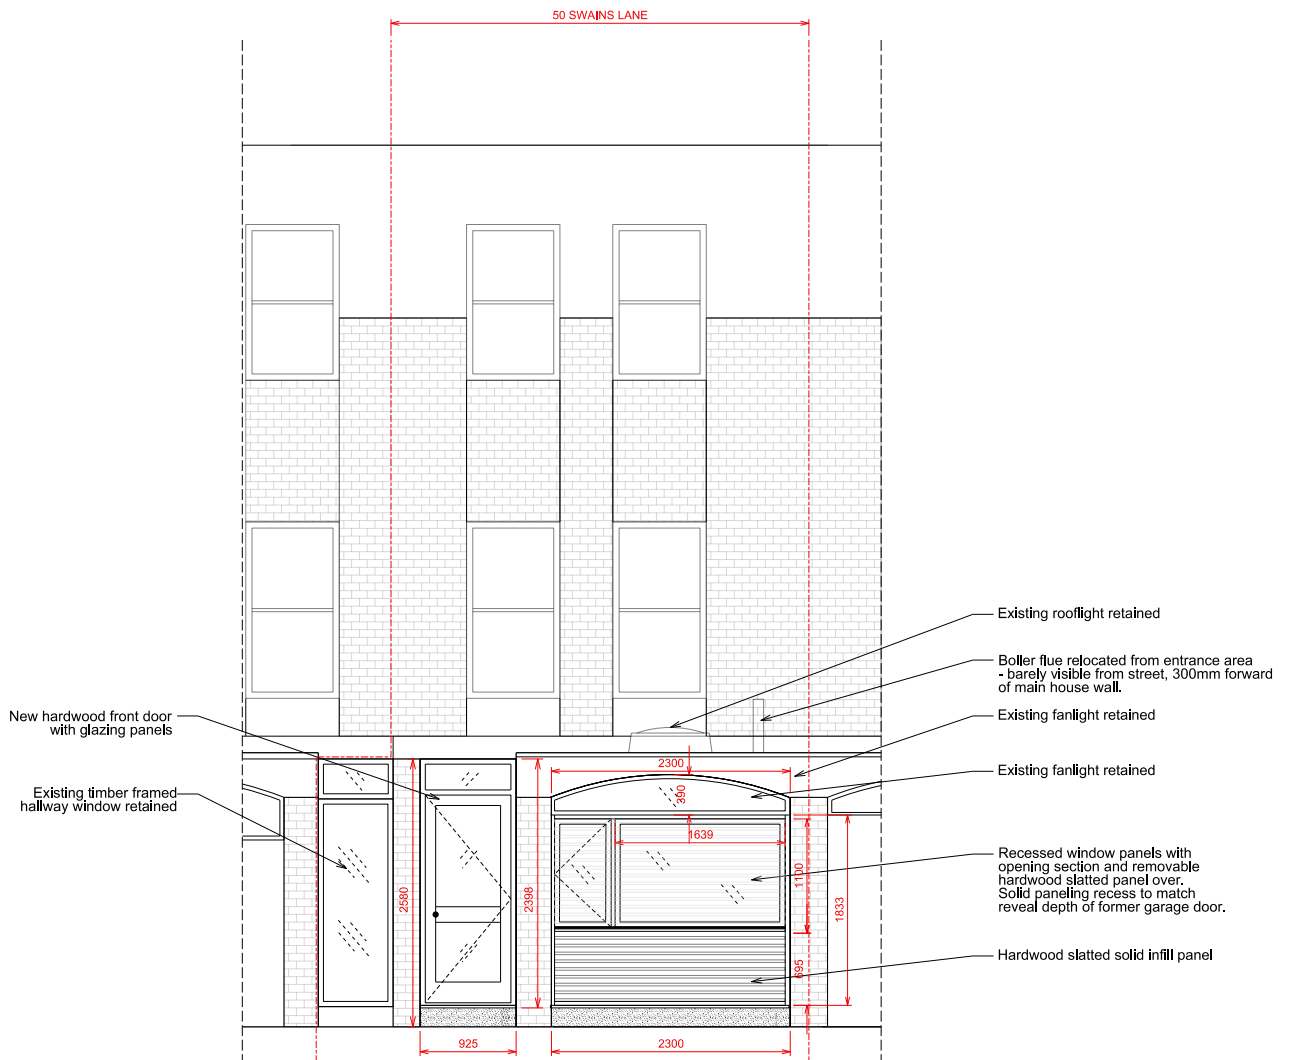 50 SWAINS LANE
Existing rooflight retained
Boiler flue relocated from entrance area
- barely visible from street, 300mm forward
of main house wall.
New hardwood front door
with glazing panels
Existing fanlight retained
Existing fanlight retained
Existing timber framed
hallway window retained
2300
390
1639
1100
1833
2580
2398
695
Recessed window panels with
opening section and removable
hardwood slatted panel over.
Solid paneling recess to match
reveal depth of former garage door.
Hardwood slatted solid infill panel
925
2300